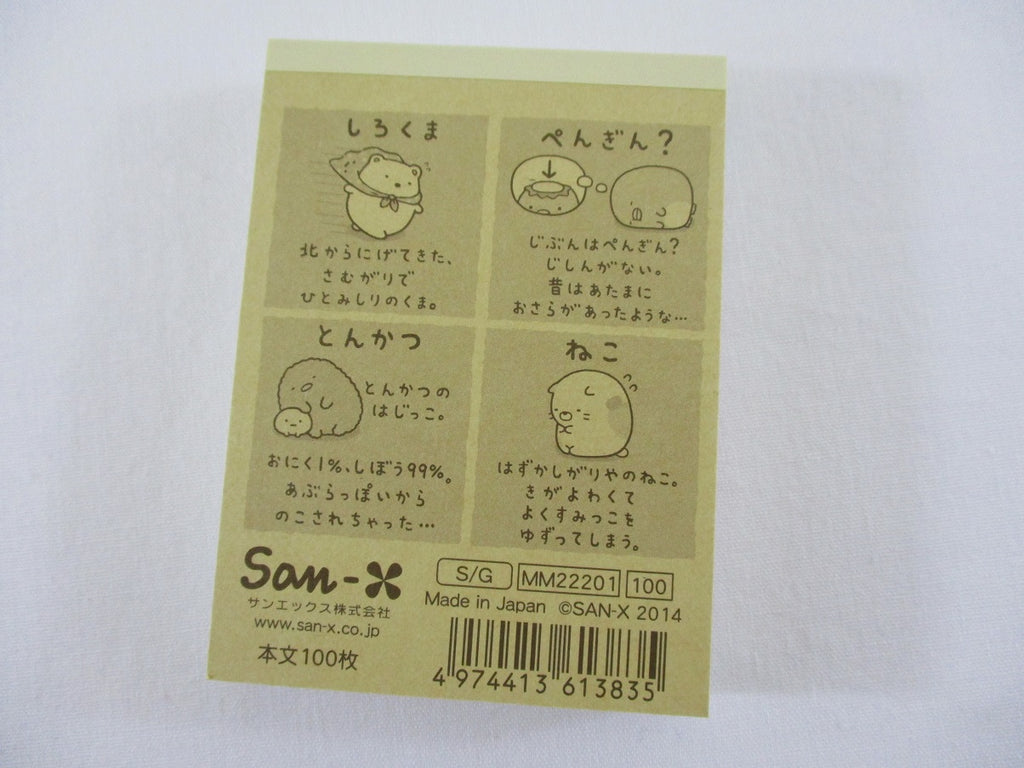 しろくま
北からにげてきた、
さむがりで
ひとみしりのくま。
ぺんぎん?
じぶんはぺんぎん?
じしんがない。
昔はあたまに
おさらがあったような…
とんかつ
とんかつの
はじっこ。
おにく1%、しぼう99%。
あぶらっぽいから
のこされちゃった…
ねこ
はずかしがりやのねこ。
きがよわくて
よくすみっこを
ゆずってしまう。
San-X
サンエックス株式会社
www.san-x.co.jp
本文100枚
S/G MM22201 100
Made in Japan ©SAN-X 2014
4 974413 613835